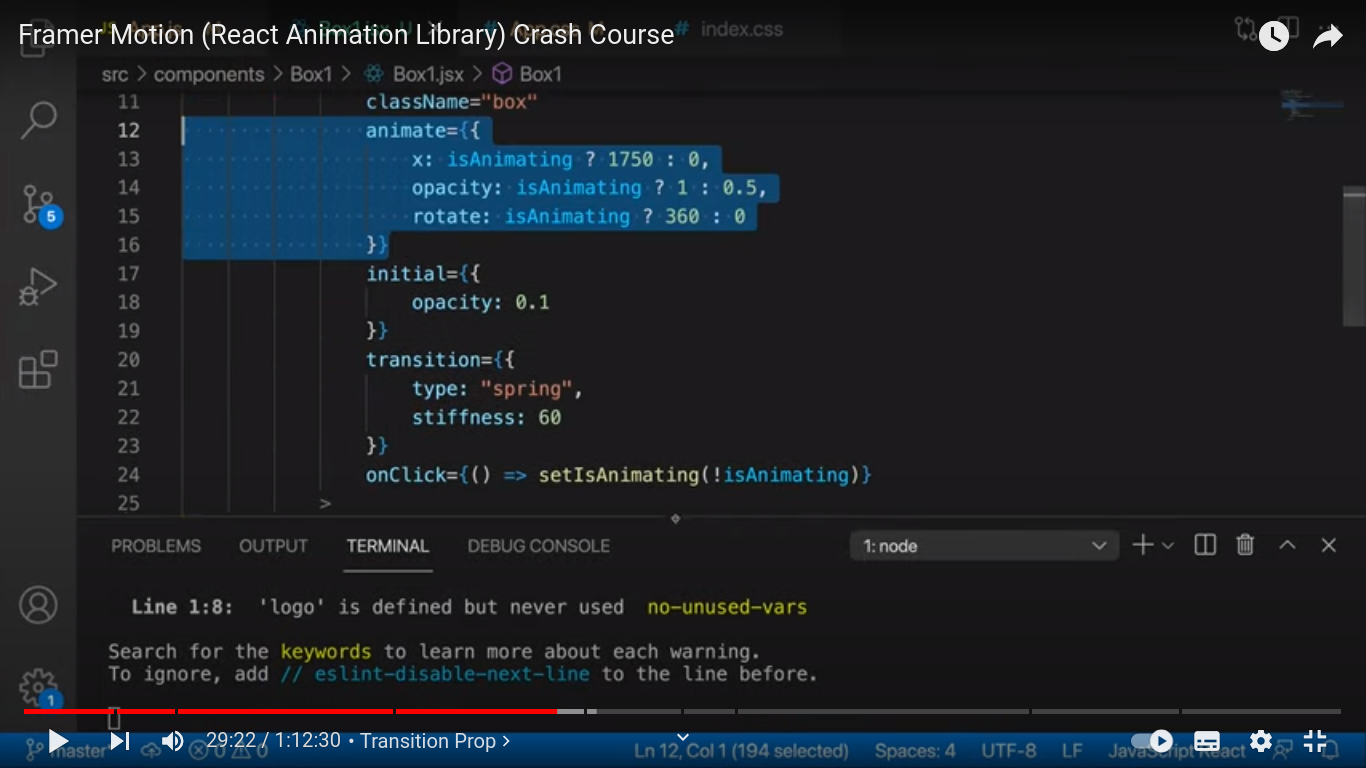 Framer Motion (React Animation Library) Crash Course
index.css
src > components > Box1 > Box1.jsx > Box1
11 className="box"
12 animate={{
13 x: isAnimating ? 1750 : 0,
14 opacity: isAnimating ? 1 : 0.5,
15 rotate: isAnimating ? 360 : 0
16 }}
17 initial={{
18 opacity: 0.1
19 }}
20 transition={{
21 type: "spring",
22 stiffness: 60
23 }}
24 onClick={() => setIsAnimating(!isAnimating)}
25 >
5
PROBLEMS OUTPUT TERMINAL DEBUG CONSOLE 1: node
Line 1:8: 'logo' is defined but never used no-unused-vars
Search for the keywords to learn more about each warning.
To ignore, add // eslint-disable-next-line to the line before.
1
29:22 / 1:12:30 • Transition Prop >
master 0 0 Ln 12, Col 1 (194 selected) Spaces: 4 UTF-8 LF JavaScript React